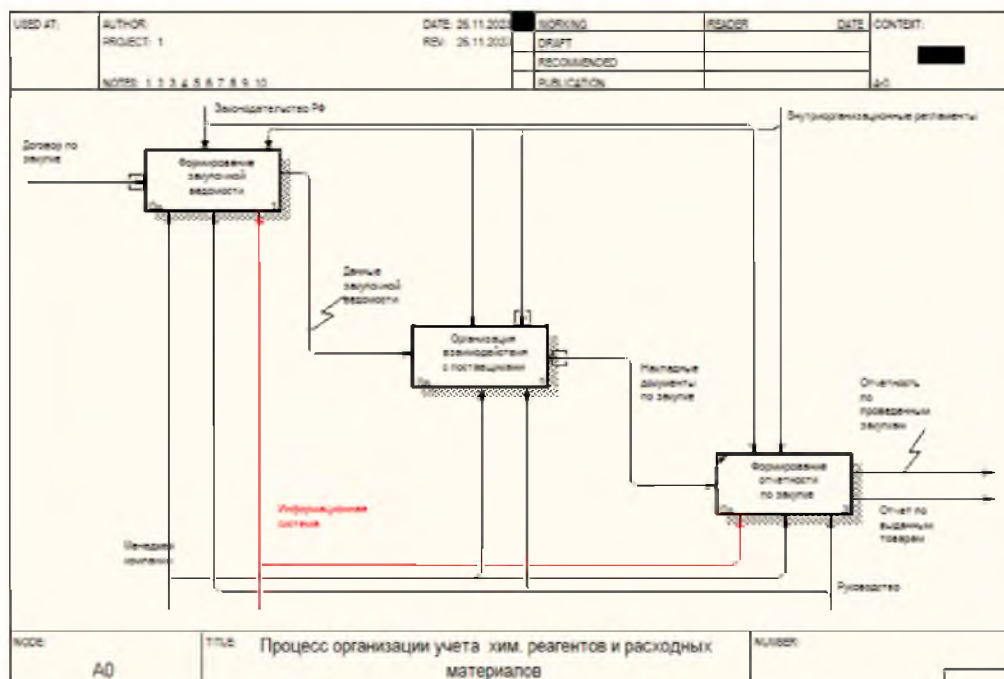 USED AT:
AUTHOR:
DATE: 26.11.2023
WORKING
READER
DATE
CONTEXT:
PROJECT: 1
REV: 26.11.2023
DRAFT
RECOMMENDED
NOTES: 1 2 3 4 5 6 7 8 9 10
PUBLICATION
A-0
Законодательство РФ
Внутриорганизационные регламенты
Договор по
закупке
Формирование
закупочной
ведомости
Данные
закупочной
ведомости
Организация
взаимодействия
с поставщиками
Накладные
документы
по закупке
Отчетность
по
проведенным
закупкам
Формирование
отчетности
по закупке
Отчет по
выданным
товарам
Информационная
система
Менеджер
компании
Руководство
NODE:
TITLE:
Процесс организации учета хим. реагентов и расходных
материалов
NUMBER:
A0